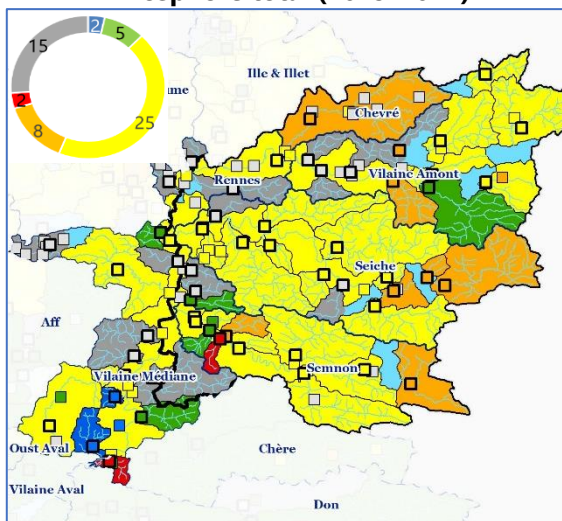 2
5
15
Ille & Illet
ume
2
Chevré
8
25
Rennes
Vilaine Amont
Seiche
Aff
Vilaine Médiane
Semnon
Oust Aval
Chère
Vilaine Aval
Don